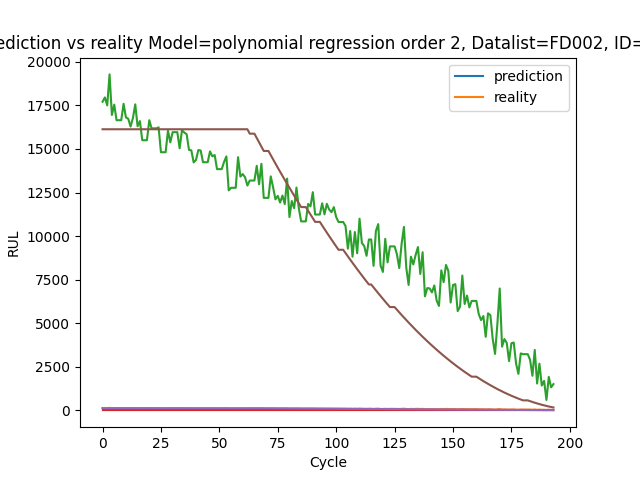 ediction vs reality Model=polynomial regression order 2, Datalist=FD002, ID=
20000
17500
15000
12500
10000
7500
5000
2500
0
RUL
prediction
reality
0 25 50 75 100 125 150 175 200
Cycle